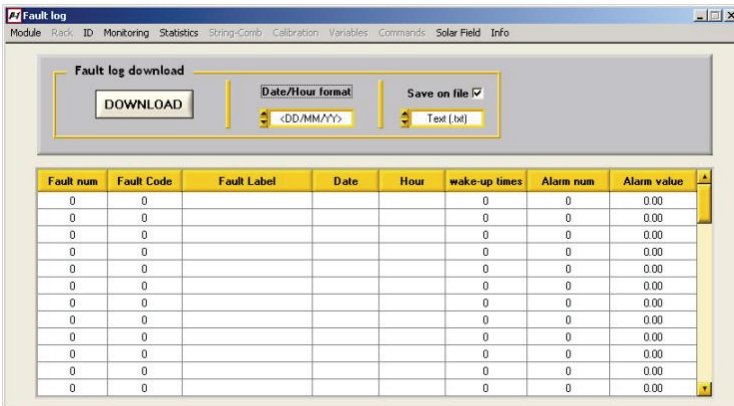 Fault log
Module Rack ID Monitoring Statistics String-Comb Calibration Variables Commands Solar Field Info
Fault log download
DOWNLOAD
Date/Hour format
<DD/MM/YY>
Save on file
Text (.txt)
Fault num Fault Code Fault Label Date Hour wake-up times Alarm num Alarm value
0 0 0 0 0.00
0 0 0 0 0.00
0 0 0 0 0.00
0 0 0 0 0.00
0 0 0 0 0.00
0 0 0 0 0.00
0 0 0 0 0.00
0 0 0 0 0.00
0 0 0 0 0.00
0 0 0 0 0.00
0 0 0 0 0.00
0 0 0 0 0.00